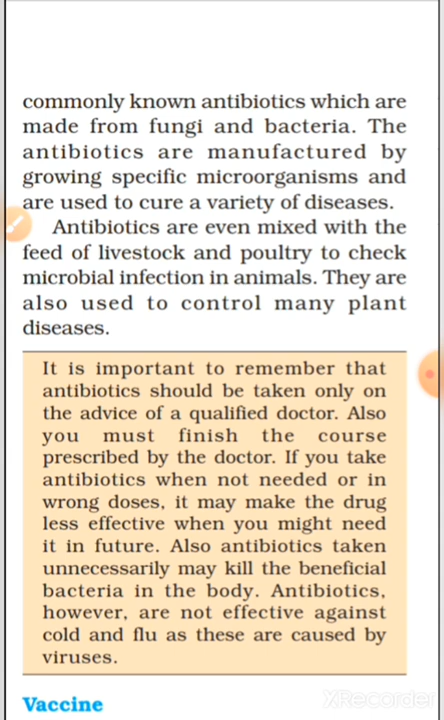 commonly known antibiotics which are
made from fungi and bacteria. The
antibiotics are manufactured by
growing specific microorganisms and
are used to cure a variety of diseases.
Antibiotics are even mixed with the
feed of livestock and poultry to check
microbial infection in animals. They are
also used to control many plant
diseases.
It is important to remember that
antibiotics should be taken only on
the advice of a qualified doctor. Also
you must finish the course
prescribed by the doctor. If you take
antibiotics when not needed or in
wrong doses, it may make the drug
less effective when you might need
it in future. Also antibiotics taken
unnecessarily may kill the beneficial
bacteria in the body. Antibiotics,
however, are not effective against
cold and flu as these are caused by
viruses.
Vaccine
XRecorder